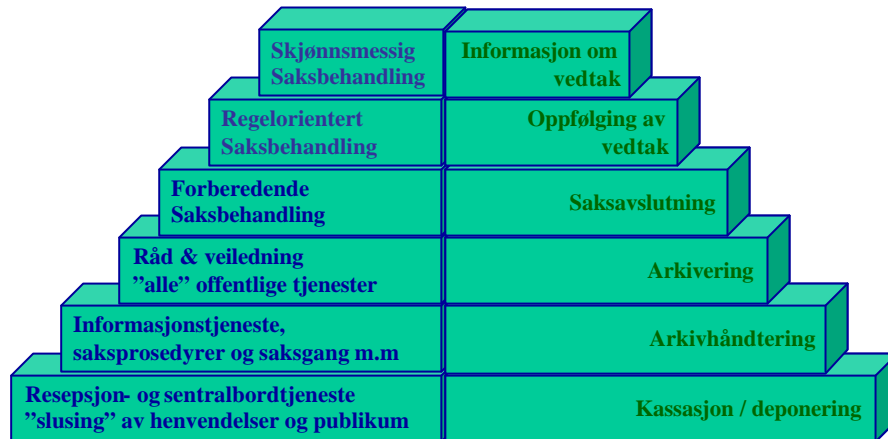 Skjønnsmessig
Saksbehandling
Informasjon om
vedtak
Regelorientert
Saksbehandling
Oppfølging av
vedtak
Forberedende
Saksbehandling
Saksavslutning
Råd & veiledning
”alle” offentlige tjenester
Arkivering
Informasjonstjeneste,
saksprosedyrer og saksgang m.m
Arkivhåndtering
Resepsjon- og sentralbordtjeneste
”slusing” av henvendelser og publikum
Kassasjon / deponering